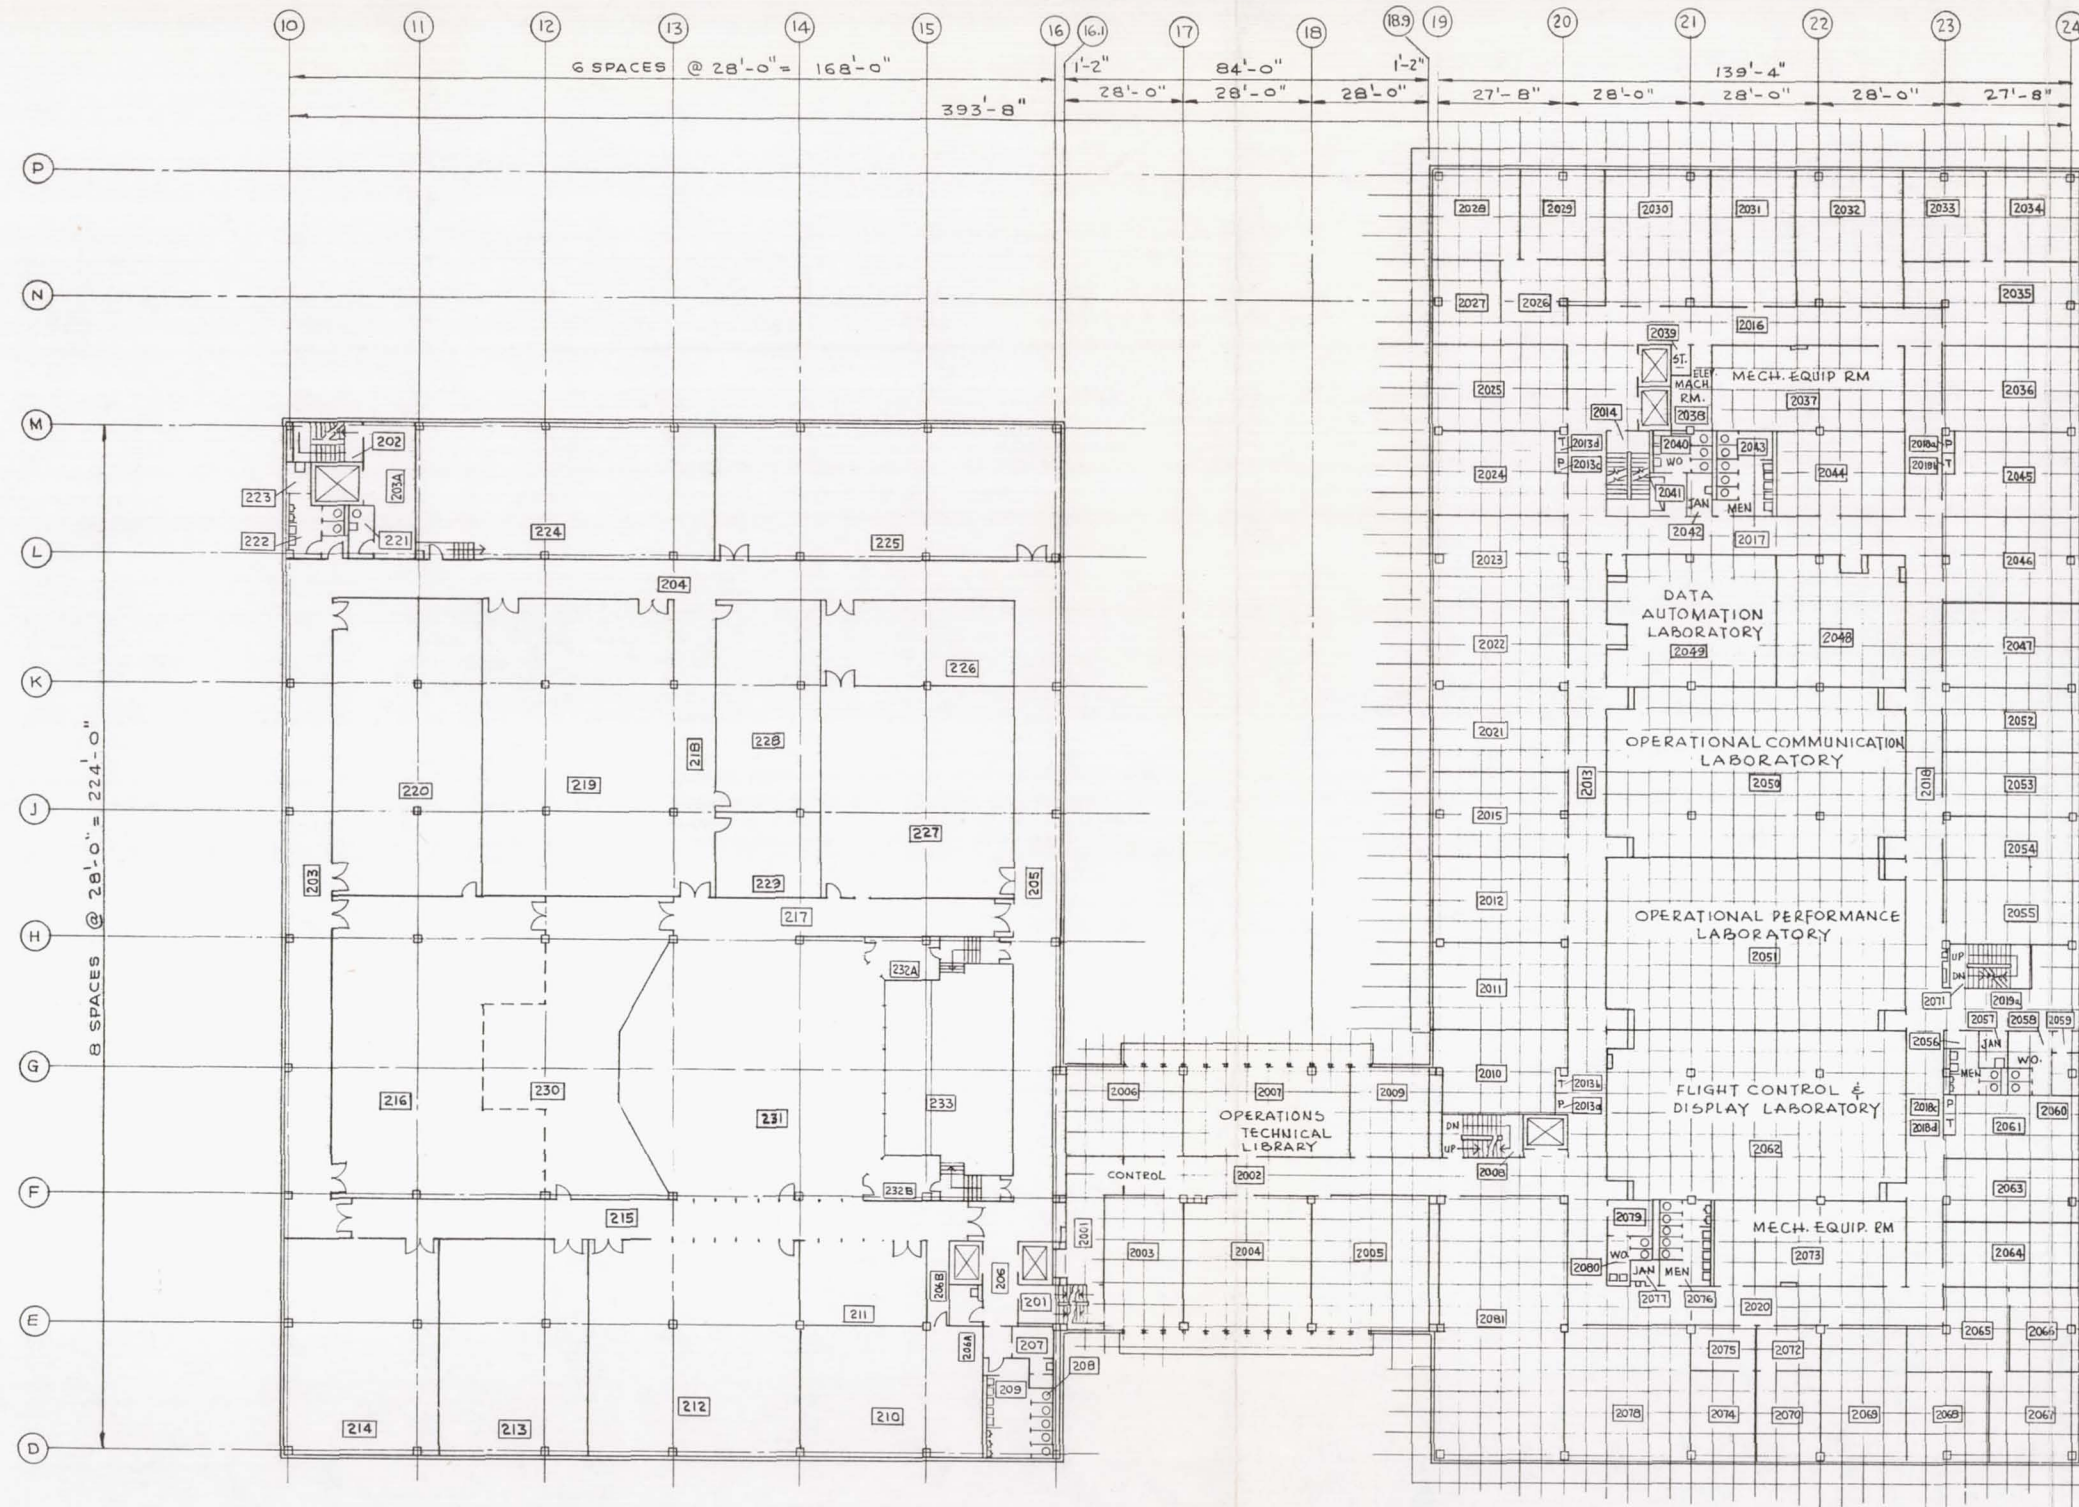 10 11 12 13 14 15 16 16.1 17 18 18.9 19 20 21 22 23 24
6 SPACES @ 28'-0" = 168'-0"
1'-2" 84'-0" 1'-2" 139'-4"
28'-0" 28'-0" 28'-0" 27'-8" 28'-0" 28'-0" 28'-0" 27'-8"
393'-8"
P
N
M
L
K
J
H
G
F
E
D
8 SPACES @ 28'-0" = 224'-0"
202
203A
223
222
221
224
225
204
226
218
228
219
220
227
203
229
205
217
232A
216
230
231
233
232B
215
206B
206
201
211
206A
207
208
209
214
213
212
210
2006 2007 2009
OPERATIONS
TECHNICAL
LIBRARY
CONTROL
2002
2001
2003 2004 2005
2028 2029 2030 2031 2032 2033 2034
2027 2026
2035
2016
2039
ST.
ELEV.
MACH.
RM.
2038
MECH. EQUIP RM
2037
2025
2036
2014
T 2013d
P 2013c
2040
WO
2043
2018a P
T
2024
2041
JAN
MEN
2044
2045
2042
2017
2023
2046
DATA
AUTOMATION
LABORATORY
2049
2048
2022
2047
2021
OPERATIONAL COMMUNICATION
LABORATORY
2050
2052
2013
2018
2053
2015
2054
2012
OPERATIONAL PERFORMANCE
LABORATORY
2051
2055
UP
DN
2071
2019a
2011
2057 2058 2059
2056
JAN
WO.
MEN
2010
T 2013b
P 2013a
FLIGHT CONTROL &
DISPLAY LABORATORY
2062
2018c P
2018d T
2060
2061
DN
UP
2008
2063
2079
WO
2080
JAN
MEN
2077
2076
MECH. EQUIP. RM
2073
2064
2020
2081
2065
2066
2075
2072
2078
2074
2070
2069
2068
2067